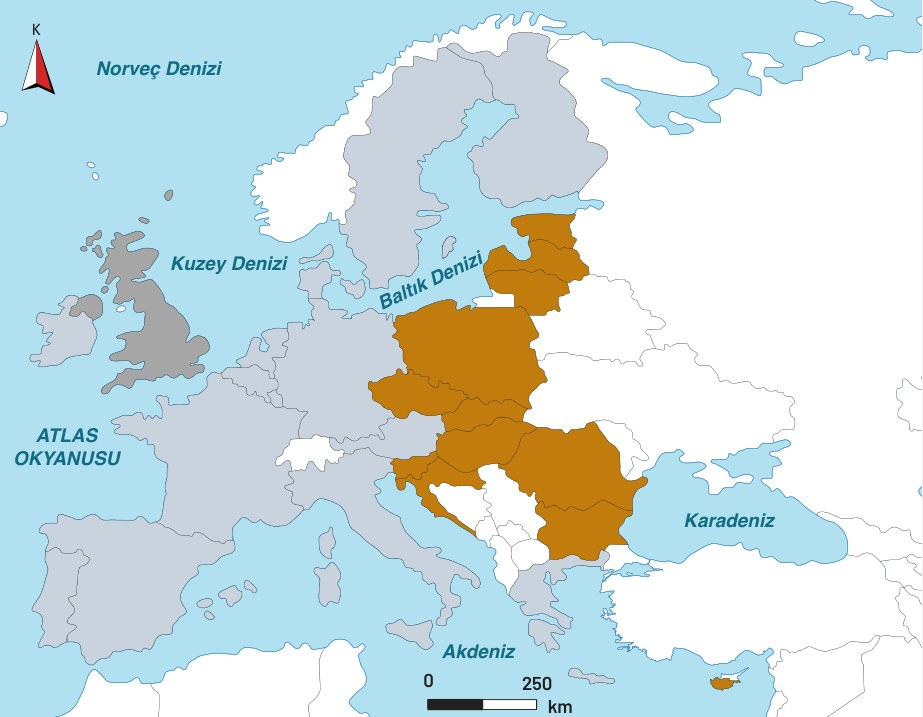 K
Norveç Denizi
Kuzey Denizi
Baltık Denizi
ATLAS
OKYANUSU
Karadeniz
Akdeniz
0 250
km